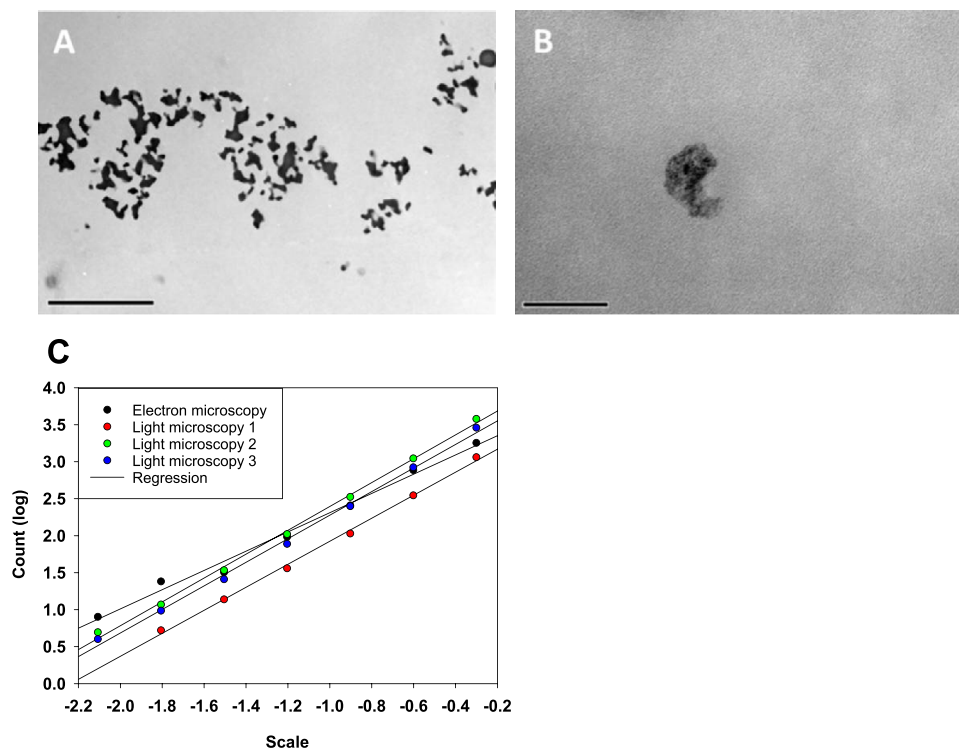 A
B
C
4.0
3.5
3.0
2.5
2.0
1.5
1.0
0.5
0.0
Count (log)
Electron microscopy
Light microscopy 1
Light microscopy 2
Light microscopy 3
Regression
-2.2 -2.0 -1.8 -1.6 -1.4 -1.2 -1.0 -0.8 -0.6 -0.4 -0.2
Scale